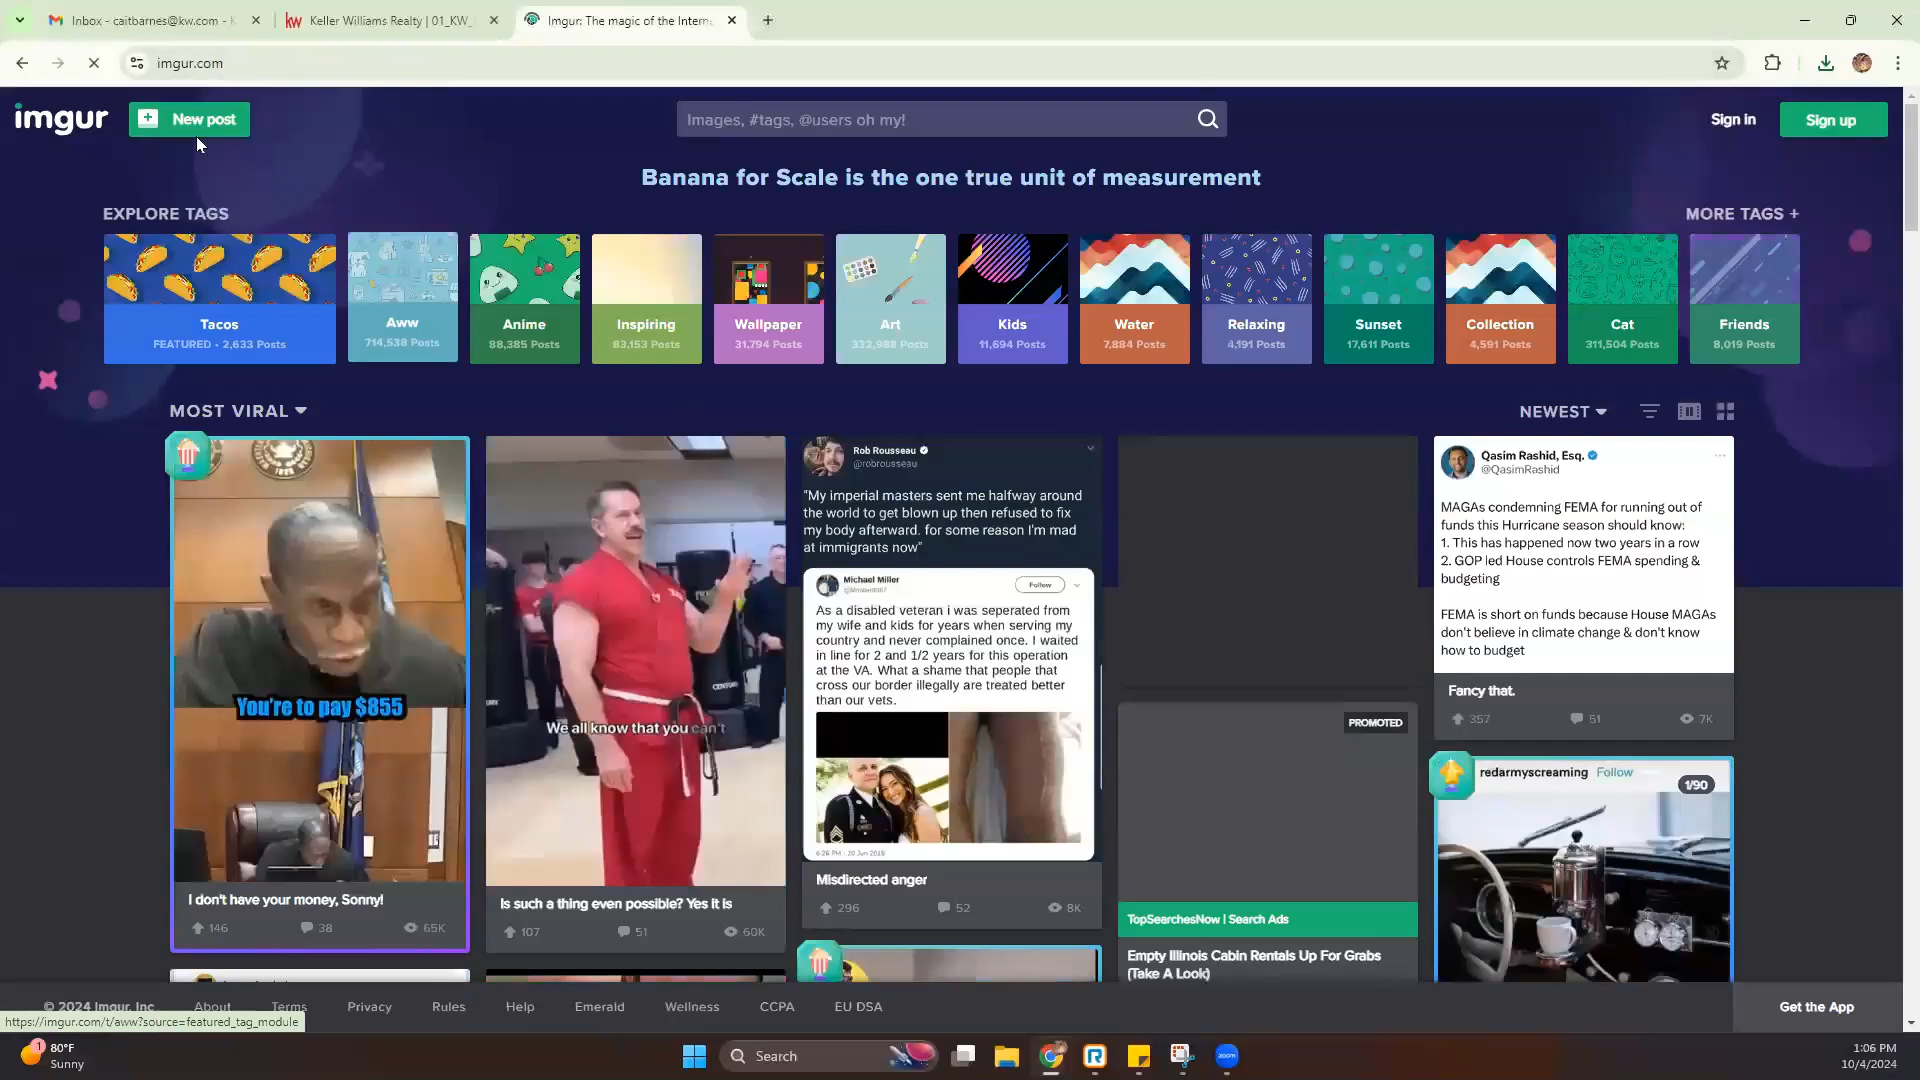 Inbox - caitbarnes@kw.com - K
Keller Williams Realty | 01_KW_
Imgur: The magic of the Intern
imgur.com
imgur
New post
Images, #tags, @users oh my!
Sign in
Sign up
Banana for Scale is the one true unit of measurement
EXPLORE TAGS
MORE TAGS +
Tacos
FEATURED • 2,633 Posts
Aww
714,538 Posts
Anime
88,385 Posts
Inspiring
83,153 Posts
Wallpaper
31,794 Posts
Art
332,988 Posts
Kids
11,694 Posts
Water
7,884 Posts
Relaxing
4,191 Posts
Sunset
17,611 Posts
Collection
4,591 Posts
Cat
311,504 Posts
Friends
8,019 Posts
MOST VIRAL
NEWEST
You're to pay $855
I don't have your money, Sonny!
146
38
65K
We all know that you can't
CENTURY
Is such a thing even possible? Yes it is
107
51
60K
Rob Rousseau
@robrousseau
"My imperial masters sent me halfway around
the world to get blown up then refused to fix
my body afterward. for some reason I'm mad
at immigrants now"
Michael Miller
Follow
As a disabled veteran i was seperated from
my wife and kids for years when serving my
country and never complained once. I waited
in line for 2 and 1/2 years for this operation
at the VA. What a shame that people that
cross our border illegally are treated better
than our vets.
Misdirected anger
296
52
8K
PROMOTED
TopSearchesNow | Search Ads
Empty Illinois Cabin Rentals Up For Grabs
(Take A Look)
Qasim Rashid, Esq.
@QasimRashid
MAGAs condemning FEMA for running out of
funds this Hurricane season should know:
1. This has happened now two years in a row
2. GOP led House controls FEMA spending &
budgeting
FEMA is short on funds because House MAGAs
don't believe in climate change & don't know
how to budget
Fancy that.
357
51
7K
redarmyscreaming Follow
1/90
© 2024 Imgur, Inc
About
Terms
Privacy
Rules
Help
Emerald
Wellness
CCPA
EU DSA
Get the App
https://imgur.com/t/aww?source=featured_tag_module
1
80°F
Sunny
Search
zoom
1:06 PM
10/4/2024